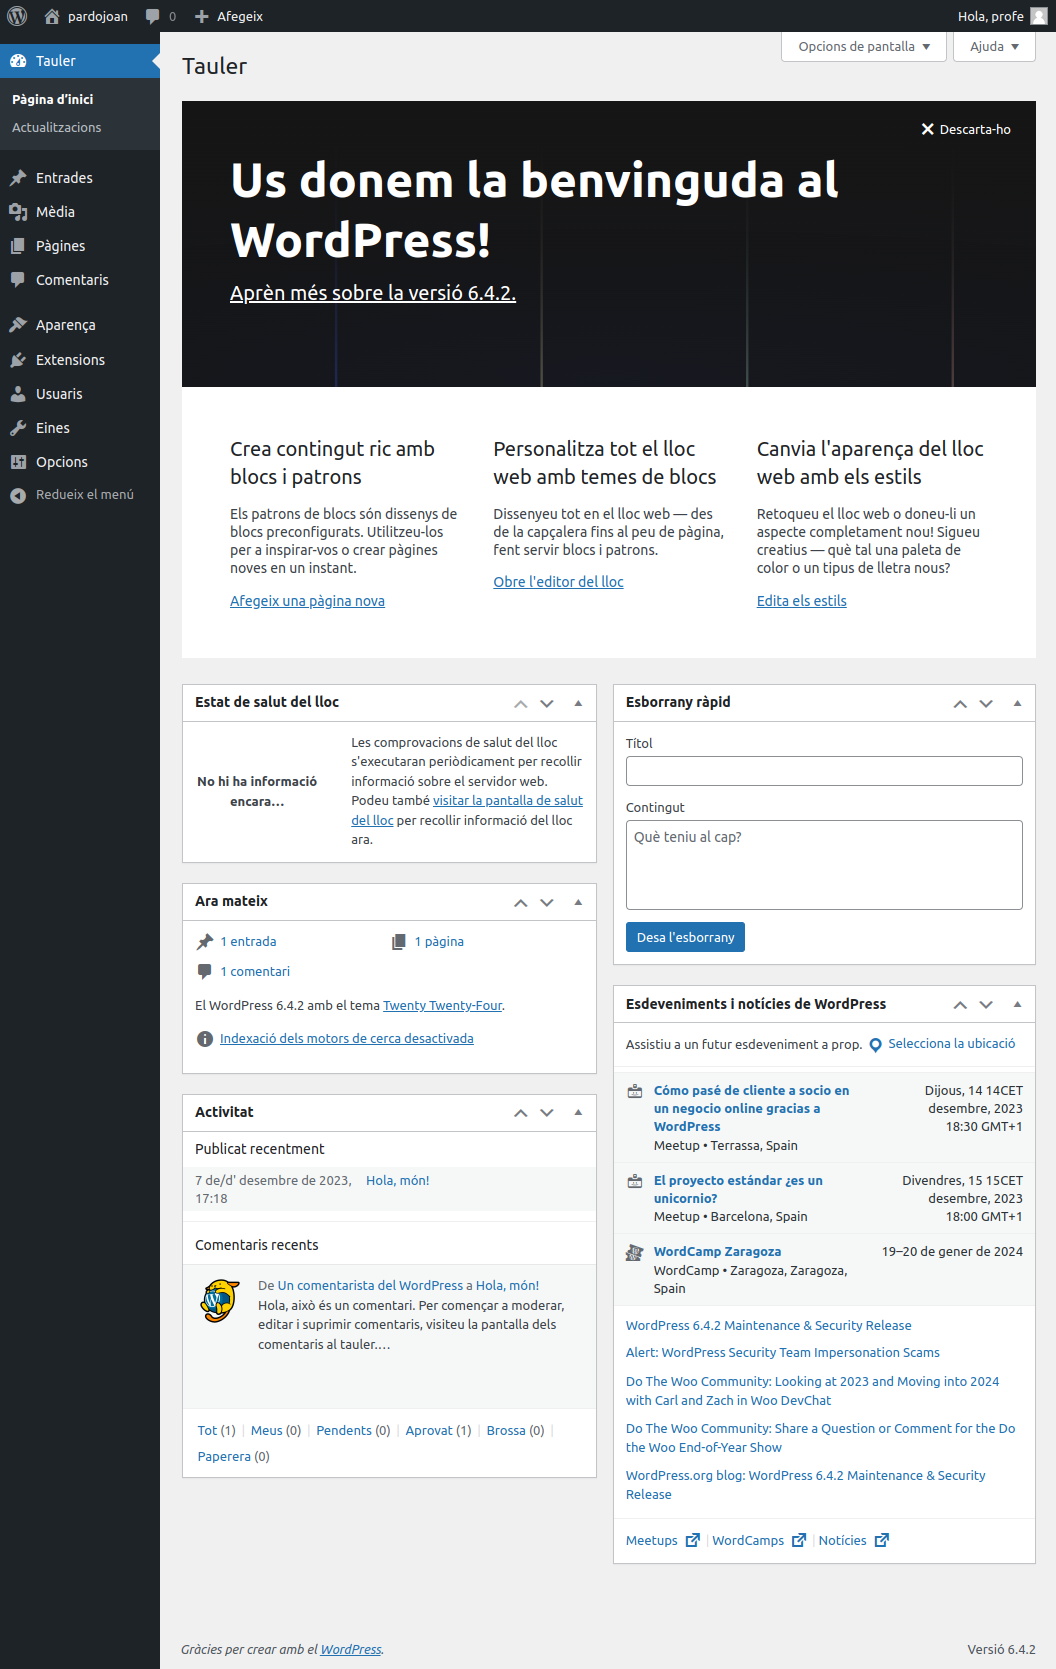 pardojoan 0 Afegeix Hola, profe
Tauler
Pàgina d’inici
Actualitzacions
Entrades
Mèdia
Pàgines
Comentaris
Aparença
Extensions
Usuaris
Eines
Opcions
Redueix el menú
Opcions de pantalla Ajuda
Tauler
Descarta-ho
Us donem la benvinguda al
WordPress!
Aprèn més sobre la versió 6.4.2.
Crea contingut ric amb
blocs i patrons
Els patrons de blocs són dissenys de
blocs preconfigurats. Utilitzeu-los
per a inspirar-vos o crear pàgines
noves en un instant.
Afegeix una pàgina nova
Personalitza tot el lloc
web amb temes de blocs
Dissenyeu tot en el lloc web — des
de la capçalera fins al peu de pàgina,
fent servir blocs i patrons.
Obre l'editor del lloc
Canvia l'aparença del lloc
web amb els estils
Retoqueu el lloc web o doneu-li un
aspecte completament nou! Sigueu
creatius — què tal una paleta de
color o un tipus de lletra nous?
Edita els estils
Estat de salut del lloc
No hi ha informació
encara…
Les comprovacions de salut del lloc
s'executaran periòdicament per recollir
informació sobre el servidor web.
Podeu també visitar la pantalla de salut
del lloc per recollir informació del lloc
ara.
Ara mateix
1 entrada 1 pàgina
1 comentari
El WordPress 6.4.2 amb el tema Twenty Twenty-Four.
Indexació dels motors de cerca desactivada
Activitat
Publicat recentment
7 de/d' desembre de 2023, Hola, món!
17:18
Comentaris recents
De Un comentarista del WordPress a Hola, món!
Hola, això és un comentari. Per començar a moderar,
editar i suprimir comentaris, visiteu la pantalla dels
comentaris al tauler.…
Tot (1) | Meus (0) | Pendents (0) | Aprovat (1) | Brossa (0) |
Paperera (0)
Esborrany ràpid
Títol
Contingut
Què teniu al cap?
Desa l'esborrany
Esdeveniments i notícies de WordPress
Assistiu a un futur esdeveniment a prop. Selecciona la ubicació
Cómo pasé de cliente a socio en
un negocio online gracias a
WordPress
Meetup • Terrassa, Spain
Dijous, 14 14CET
desembre, 2023
18:30 GMT+1
El proyecto estándar ¿es un
unicornio?
Meetup • Barcelona, Spain
Divendres, 15 15CET
desembre, 2023
18:00 GMT+1
WordCamp Zaragoza
WordCamp • Zaragoza, Zaragoza,
Spain
19–20 de gener de 2024
WordPress 6.4.2 Maintenance & Security Release
Alert: WordPress Security Team Impersonation Scams
Do The Woo Community: Looking at 2023 and Moving into 2024
with Carl and Zach in Woo DevChat
Do The Woo Community: Share a Question or Comment for the Do
the Woo End-of-Year Show
WordPress.org blog: WordPress 6.4.2 Maintenance & Security
Release
Meetups | WordCamps | Notícies
Gràcies per crear amb el WordPress. Versió 6.4.2